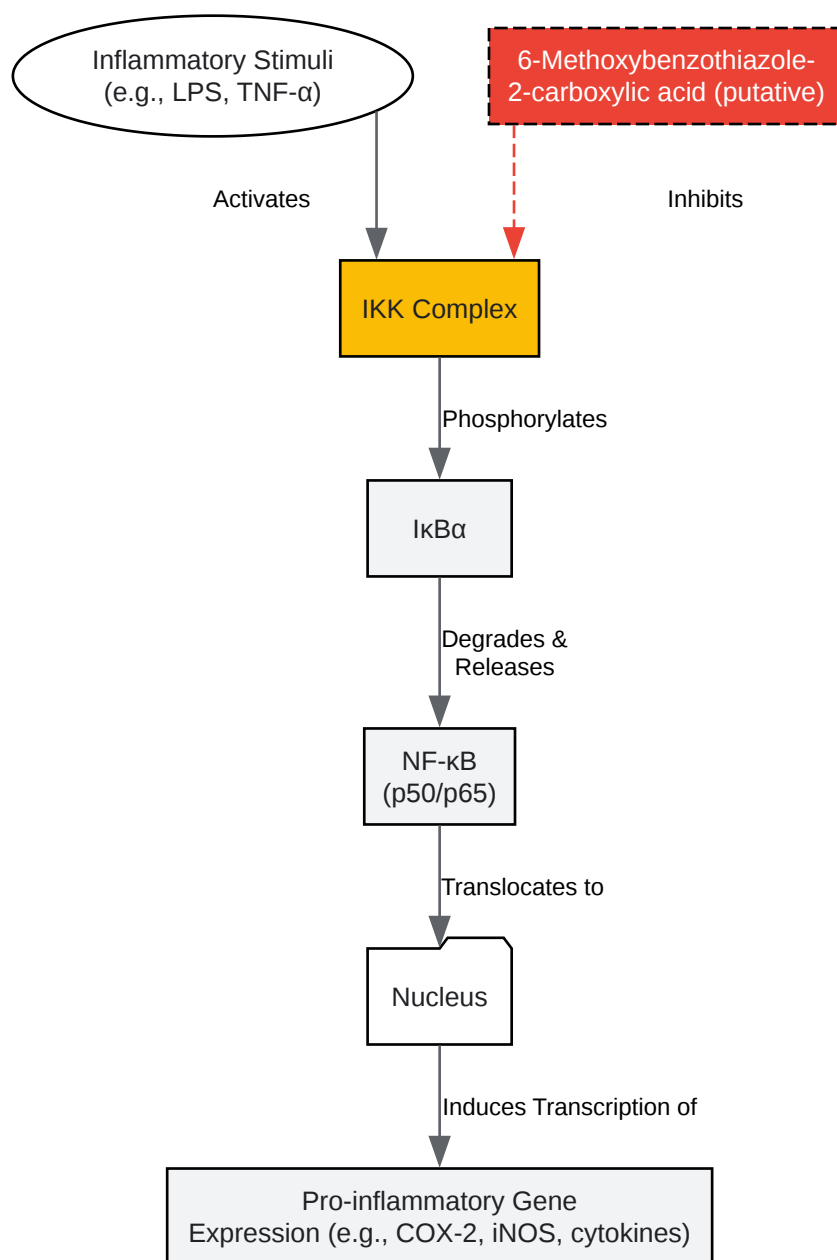 Inflammatory Stimuli
(e.g., LPS, TNF-α)
6-Methoxybenzothiazole-
2-carboxylic acid (putative)
Activates
Inhibits
IKK Complex
Phosphorylates
IκBα
Degrades &
Releases
NF-κB
(p50/p65)
Translocates to
Nucleus
Induces Transcription of
Pro-inflammatory Gene
Expression (e.g., COX-2, iNOS, cytokines)